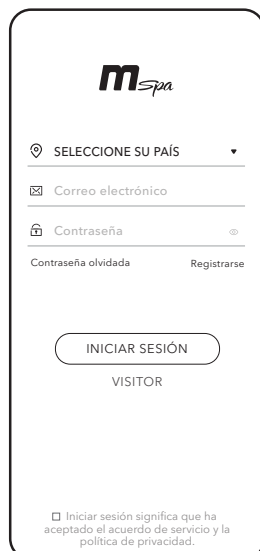 mspa
SELECCIONE SU PAÍS
Correo electrónico
Contraseña
Contraseña olvidada Registrarse
INICIAR SESIÓN
VISITOR
Iniciar sesión significa que ha
aceptado el acuerdo de servicio y la
política de privacidad.